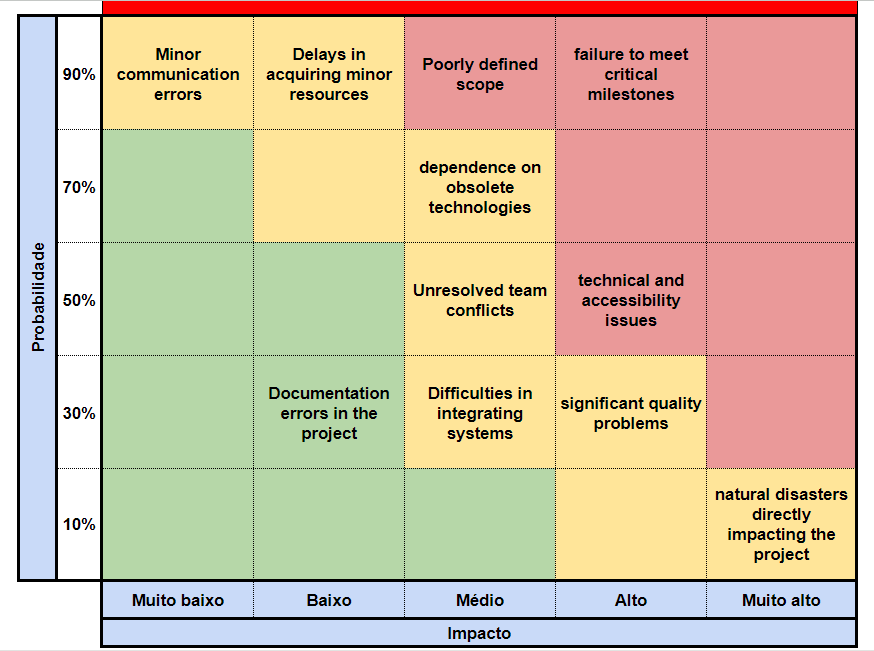 90%
Minor
communication
errors
Delays in
acquiring minor
resources
Poorly defined
scope
failure to meet
critical
milestones
70%
dependence on
obsolete
technologies
Probabilidade
50%
Unresolved team
conflicts
technical and
accessibility
issues
30%
Documentation
errors in the
project
Difficulties in
integrating
systems
significant quality
problems
10%
natural disasters
directly
impacting the
project
Muito baixo
Baixo
Médio
Alto
Muito alto
Impacto